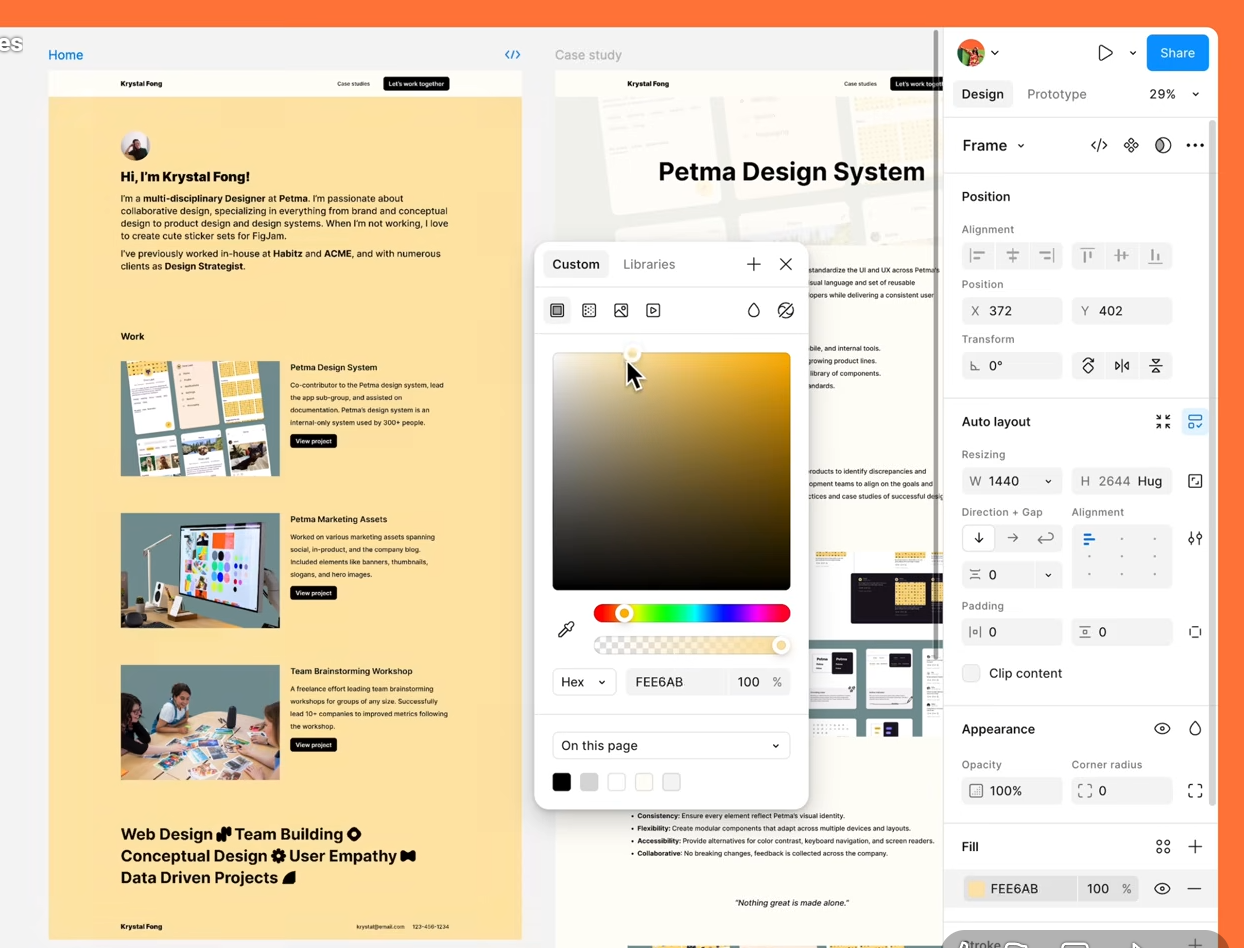 es
Home
Case study
Krystal Fong
Case studies
Let's work together
Hi, I'm Krystal Fong!
I'm a multi-disciplinary Designer at Petma. I'm passionate about
collaborative design, specializing in everything from brand and conceptual
design to product design and design systems. When I'm not working, I love
to create cute sticker sets for FigJam.
I've previously worked in-house at Habitz and ACME, and with numerous
clients as Design Strategist.
Work
Petma Design System
Co-contributor to the Petma design system, lead
the app sub-group, and assisted on
documentation. Petma's design system is an
internal-only system used by 300+ people.
View project
Petma Marketing Assets
Worked on various marketing assets spanning
social, in-product, and the company blog.
Included elements like banners, thumbnails,
slogans, and hero images.
View project
Team Brainstorming Workshop
A freelance effort leading team brainstorming
workshops for groups of any size. Successfully
lead 10+ companies to improved metrics following
the workshop.
View project
Web Design Team Building
Conceptual Design User Empathy
Data Driven Projects
Krystal Fong
krystal@email.com 123-456-1234
Krystal Fong
Case studies
Let's work toget
Petma Design System
standardize the UI and UX across Petma's
sual language and set of reusable
lopers while delivering a consistent user
bile, and internal tools.
growing product lines.
library of components.
andards.
roducts to identify discrepancies and
opment teams to align on the goals and
ctices and case studies of successful desig
Petma
Petma
• Consistency: Ensure every element reflect Petma's visual identity.
• Flexibility: Create modular components that adapt across multiple devices and layouts.
• Accessibility: Provide alternatives for color contrast, keyboard navigation, and screen readers.
• Collaborative: No breaking changes, feedback is collected across the company.
"Nothing great is made alone."
Custom
Libraries
Hex
FEE6AB
100 %
On this page
Share
Design
Prototype
29%
Frame
Position
Alignment
Position
X 372
Y 402
Transform
0°
Auto layout
Resizing
W 1440
H 2644 Hug
Direction + Gap
Alignment
0
Padding
0
0
Clip content
Appearance
Opacity
Corner radius
100%
0
Fill
FEE6AB
100 %
Stroke